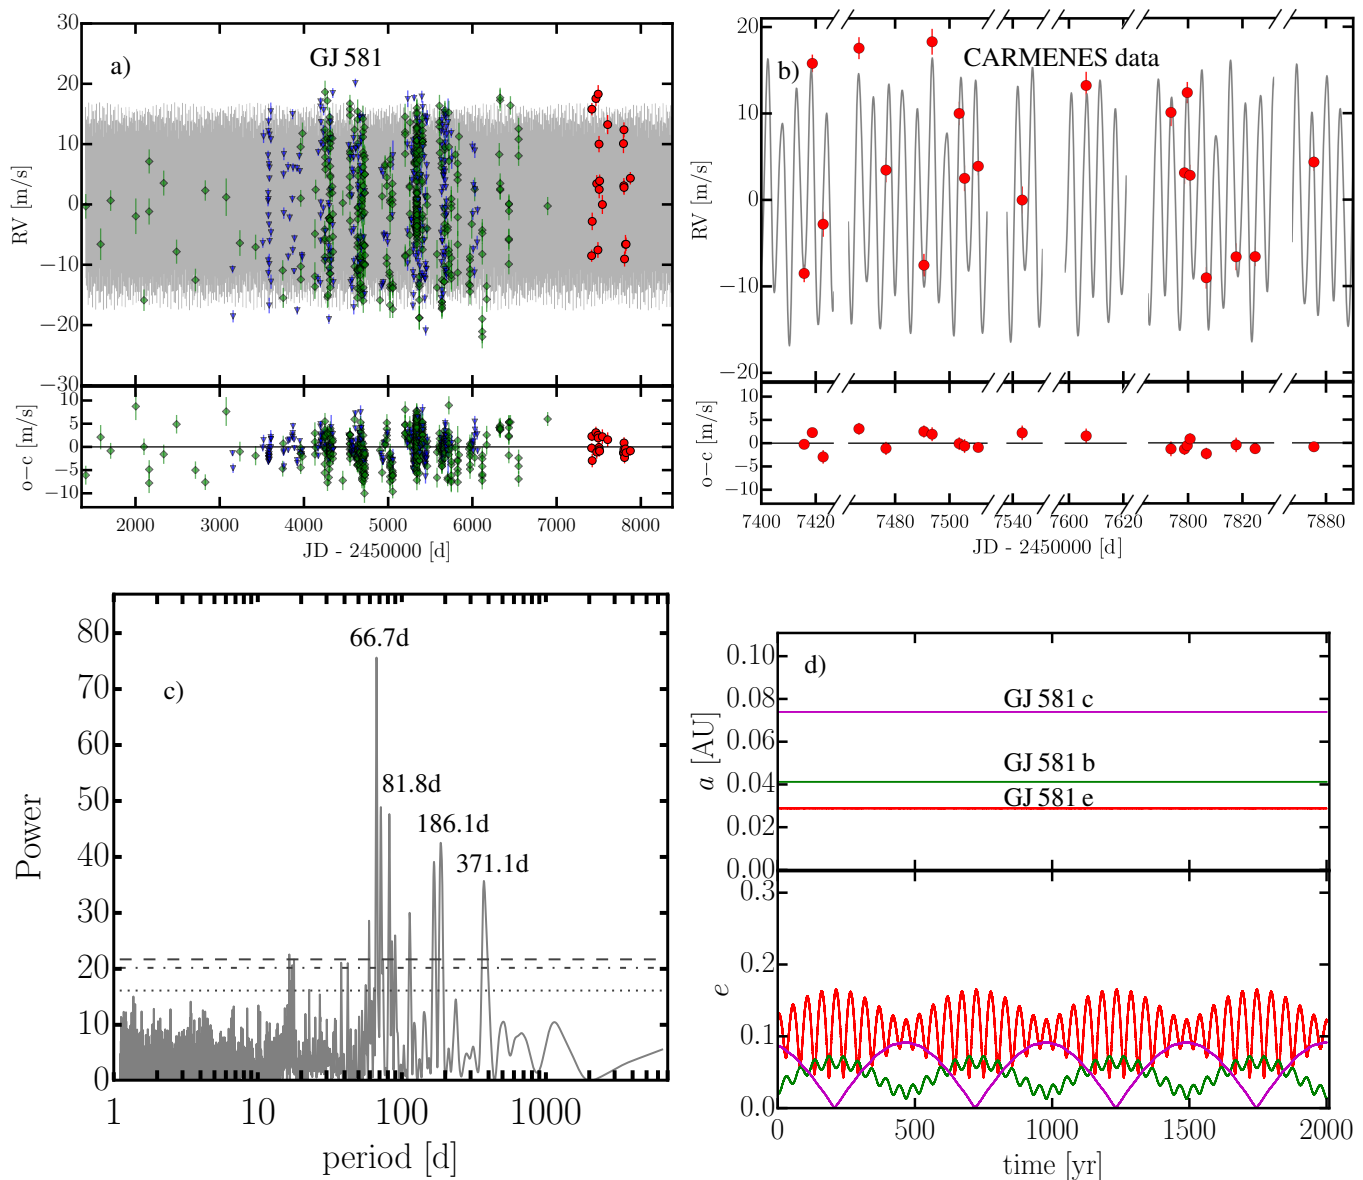 a)
GJ 581
30
20
10
0
−10
−20
−30
RV [m/s]
10
5
0
−5
−10
o−c [m/s]
2000 3000 4000 5000 6000 7000 8000
JD - 2450000 [d]
b)
CARMENES data
20
10
0
−10
−20
RV [m/s]
10
5
0
−5
−10
o−c [m/s]
7400 7420 7480 7500 7540 7600 7620 7800 7820 7880
JD - 2450000 [d]
c)
66.7d
81.8d
186.1d
371.1d
80
70
60
50
40
30
20
10
0
Power
1 10 100 1000
period [d]
d)
GJ 581 c
GJ 581 b
GJ 581 e
0.10
0.08
0.06
0.04
0.02
0.00
a [AU]
0.3
0.2
0.1
0.0
e
0 500 1000 1500 2000
time [yr]